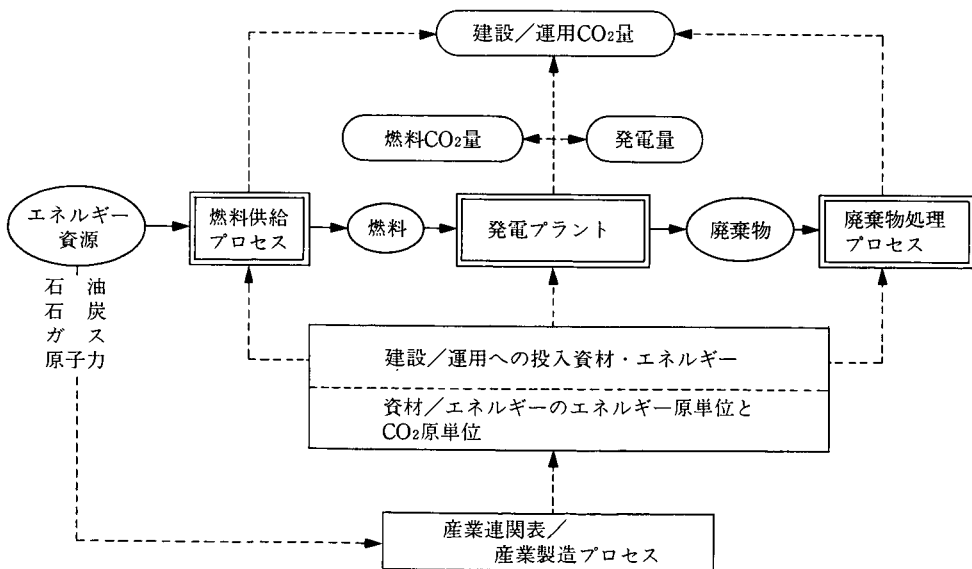 建設／運用CO₂量
燃料CO₂量
発電量
エネルギー
資源
燃料供給
プロセス
燃料
発電プラント
廃棄物
廃棄物処理
プロセス
石　油
石　炭
ガ　ス
原子力
建設／運用への投入資材・エネルギー
資材／エネルギーのエネルギー原単位と
CO₂原単位
産業連関表／
産業製造プロセス